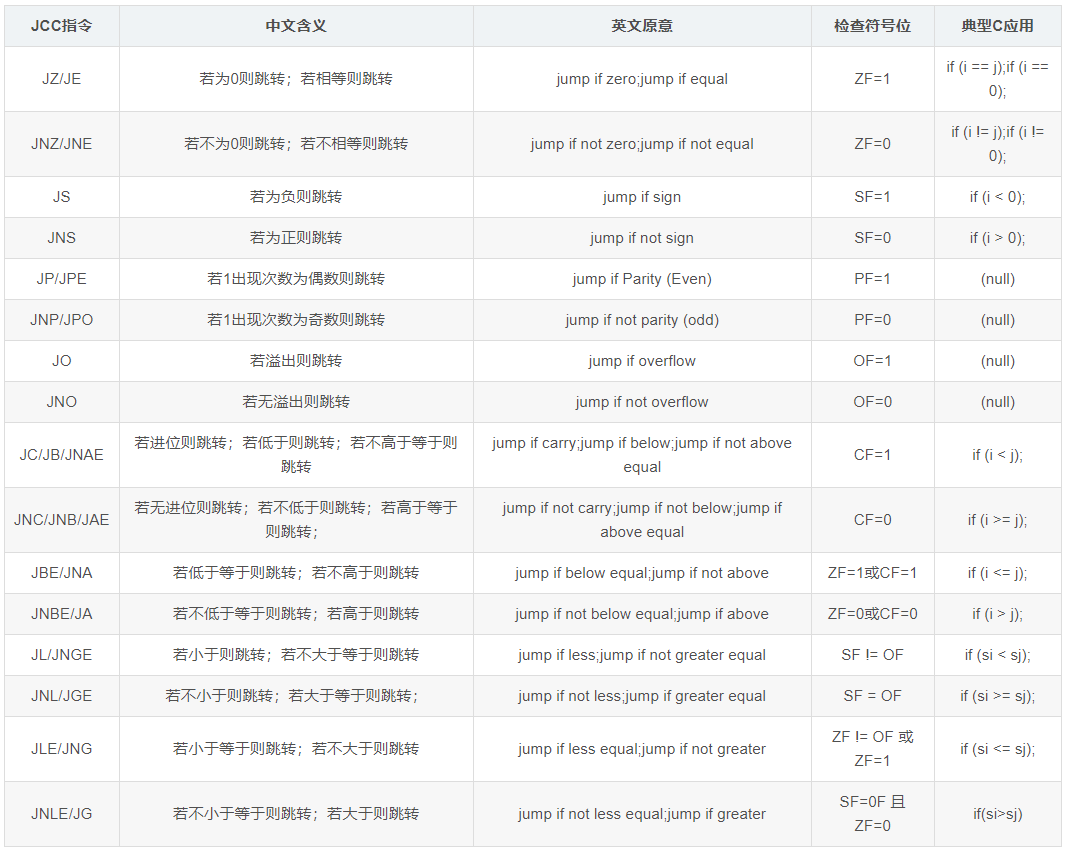 JCC指令 中文含义 英文原意 检查符号位 典型C应用
JZ/JE 若为0则跳转；若相等则跳转 jump if zero;jump if equal ZF=1 if (i == j);if (i ==
0);
JNZ/JNE 若不为0则跳转；若不相等则跳转 jump if not zero;jump if not equal ZF=0 if (i != j);if (i !=
0);
JS 若为负则跳转 jump if sign SF=1 if (i < 0);
JNS 若为正则跳转 jump if not sign SF=0 if (i > 0);
JP/JPE 若1出现次数为偶数则跳转 jump if Parity (Even) PF=1 (null)
JNP/JPO 若1出现次数为奇数则跳转 jump if not parity (odd) PF=0 (null)
JO 若溢出则跳转 jump if overflow OF=1 (null)
JNO 若无溢出则跳转 jump if not overflow OF=0 (null)
JC/JB/JNAE 若进位则跳转；若低于则跳转；若不高于等于则
跳转 jump if carry;jump if below;jump if not above
equal CF=1 if (i < j);
JNC/JNB/JAE 若无进位则跳转；若不低于则跳转；若高于等于
则跳转； jump if not carry;jump if not below;jump if
above equal CF=0 if (i >= j);
JBE/JNA 若低于等于则跳转；若不高于则跳转 jump if below equal;jump if not above ZF=1或CF=1 if (i <= j);
JNBE/JA 若不低于等于则跳转；若高于则跳转 jump if not below equal;jump if above ZF=0或CF=0 if (i > j);
JL/JNGE 若小于则跳转；若不大于等于则跳转 jump if less;jump if not greater equal SF != OF if (si < sj);
JNL/JGE 若不小于则跳转；若大于等于则跳转； jump if not less;jump if greater equal SF = OF if (si >= sj);
JLE/JNG 若小于等于则跳转；若不大于则跳转 jump if less equal;jump if not greater ZF != OF 或
ZF=1 if (si <= sj);
JNLE/JG 若不小于等于则跳转；若大于则跳转 jump if not less equal;jump if greater SF=0F 且
ZF=0 if(si>sj)